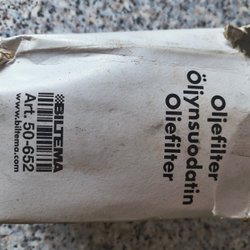 Oljefilter
Öljynsuodatin
Oliefilter
BILTEMA
Art. 50-652
www.biltema.com